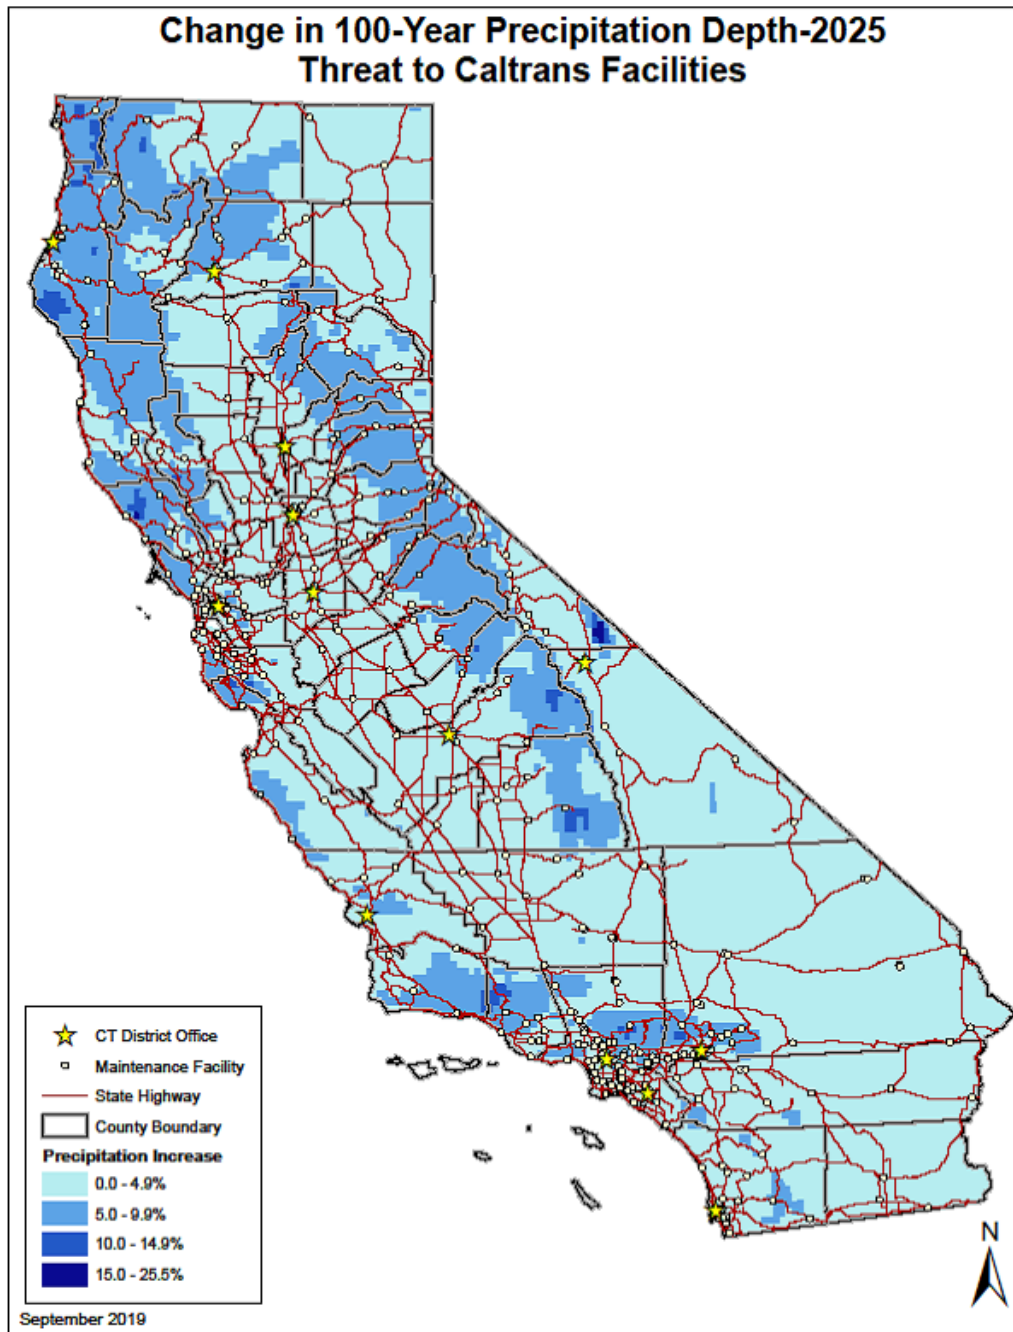 Change in 100-Year Precipitation Depth-2025
Threat to Caltrans Facilities
CT District Office
Maintenance Facility
State Highway
County Boundary
Precipitation Increase
0.0 - 4.9%
5.0 - 9.9%
10.0 - 14.9%
15.0 - 25.5%
N
September 2019